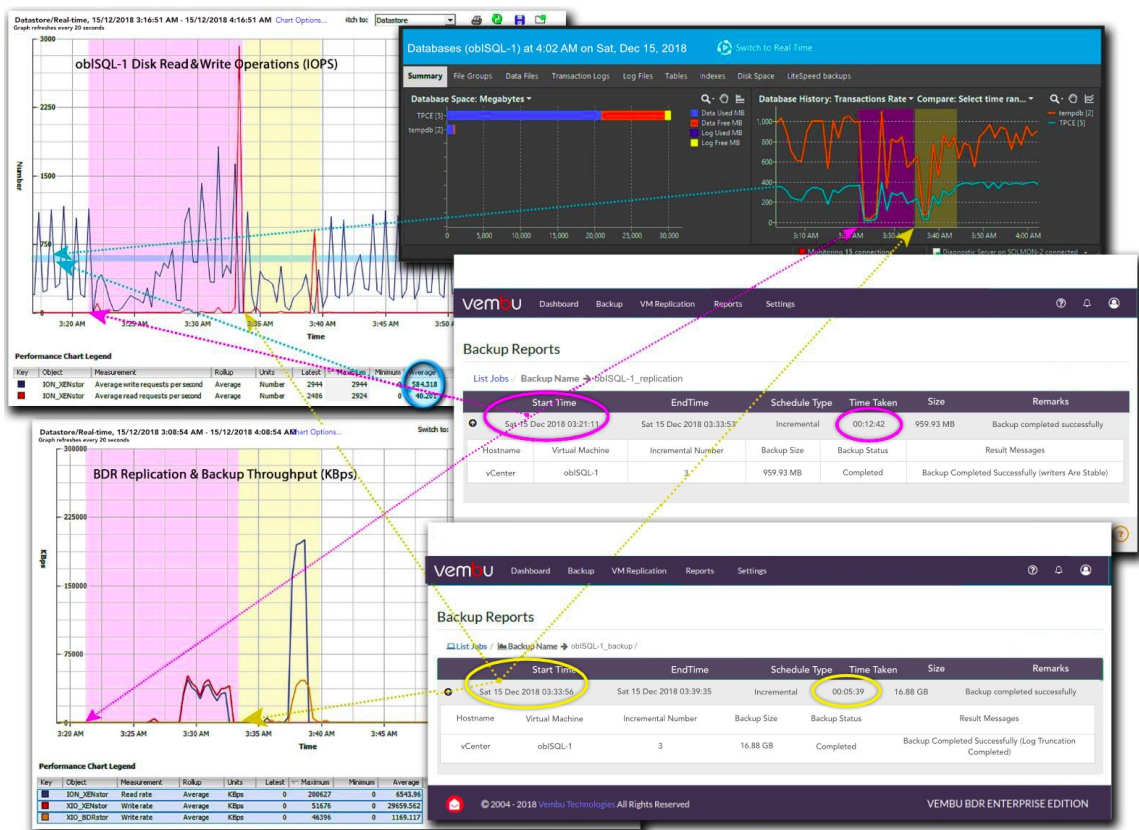 Datastore/Real-time, 15/12/2018 3:16:51 AM - 15/12/2018 4:16:51 AM Chart Options... itch to: Datastore
Graph refreshes every 20 seconds
oblSQL-1 Disk Read&Write Operations (IOPS)
Number
3000
2250
1500
750
0
3:20 AM 3:25 AM 3:30 AM 3:35 AM 3:40 AM 3:45 AM 3:50 A
Time
Performance Chart Legend
Key Object Measurement Rollup Units Latest Maximum Minimum Average
ION_XENstor Average write requests per second Average Number 2944 2944 0 584.318
ION_XENstor Average read requests per second Average Number 2486 2924 0 40.201
Databases (oblSQL-1) at 4:02 AM on Sat, Dec 15, 2018 Switch to Real Time
Summary File Groups Data Files Transaction Logs Log Files Tables Indexes Disk Space LiteSpeed backups
Database Space: Megabytes
TPCE [5]
tempdb [2]
Data Used MB
Data Free MB
Log Used MB
Log Free MB
0 5,000 10,000 15,000 20,000 25,000 30,000
Database History: Transactions Rate Compare: Select time ran...
tempdb [2]
TPCE [5]
1,000
800
600
400
200
0
3:10 AM 3:20 AM 3:30 AM 3:40 AM 3:50 AM 4:00 AM
Monitoring 15 connections Diagnostic Server on SOLMON-2 connected
vembu Dashboard Backup VM Replication Reports Settings
Backup Reports
List Jobs / Backup Name → oblSQL-1_replication
Start Time EndTime Schedule Type Time Taken Size Remarks
Sat 15 Dec 2018 03:21:11 Sat 15 Dec 2018 03:33:53 Incremental 00:12:42 959.93 MB Backup completed successfully
Hostname Virtual Machine Incremental Number Backup Size Backup Status Result Messages
vCenter oblSQL-1 3 959.93 MB Completed Backup Completed Successfully (writers Are Stable)
Datastore/Real-time, 15/12/2018 3:08:54 AM - 15/12/2018 4:08:54 AM hart Options... Switch to:
Graph refreshes every 20 seconds
BDR Replication & Backup Throughput (KBps)
KBps
300000
225000
150000
75000
0
3:20 AM 3:25 AM 3:30 AM 3:35 AM 3:40 AM 3:45 AM
Time
Performance Chart Legend
Key Object Measurement Rollup Units Latest Maximum Minimum Average
ION_XENstor Read rate Average KBps 0 200627 0 6543.96
XIO_XENstor Write rate Average KBps 0 51676 0 29659.562
XIO_BDRstor Write rate Average KBps 0 46396 0 1169.117
vembu Dashboard Backup VM Replication Reports Settings
Backup Reports
List Jobs / Backup Name → oblSQL-1_backup /
Start Time EndTime Schedule Type Time Taken Size Remarks
Sat 15 Dec 2018 03:33:56 Sat 15 Dec 2018 03:39:35 Incremental 00:05:39 16.88 GB Backup completed successfully
Hostname Virtual Machine Incremental Number Backup Size Backup Status Result Messages
vCenter oblSQL-1 3 16.88 GB Completed Backup Completed Successfully (Log Truncation
Completed)
© 2004 - 2018 Vembu Technologies All Rights Reserved VEMBU BDR ENTERPRISE EDITION